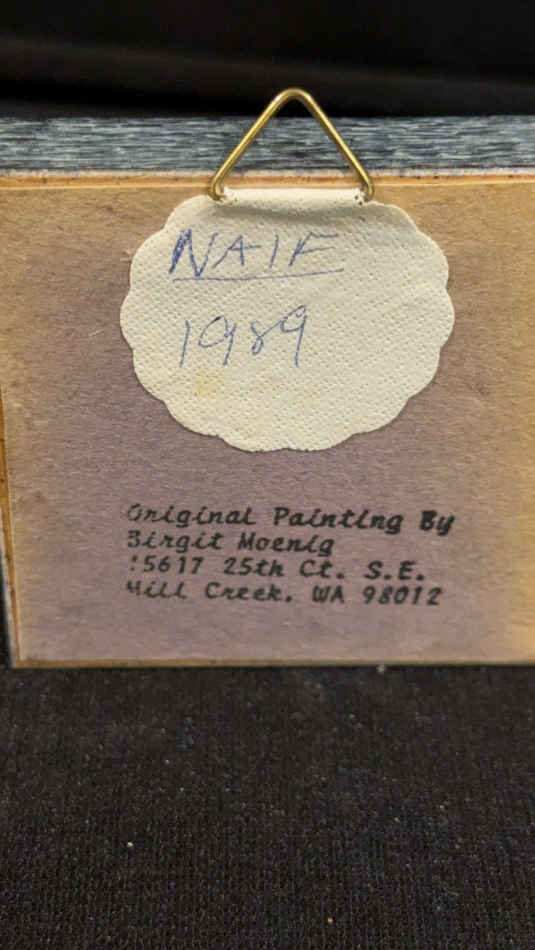 NAIF
1989
Original Painting By
Birgit Moenig
15617 25th Ct. S.E.
Mill Creek, WA 98012